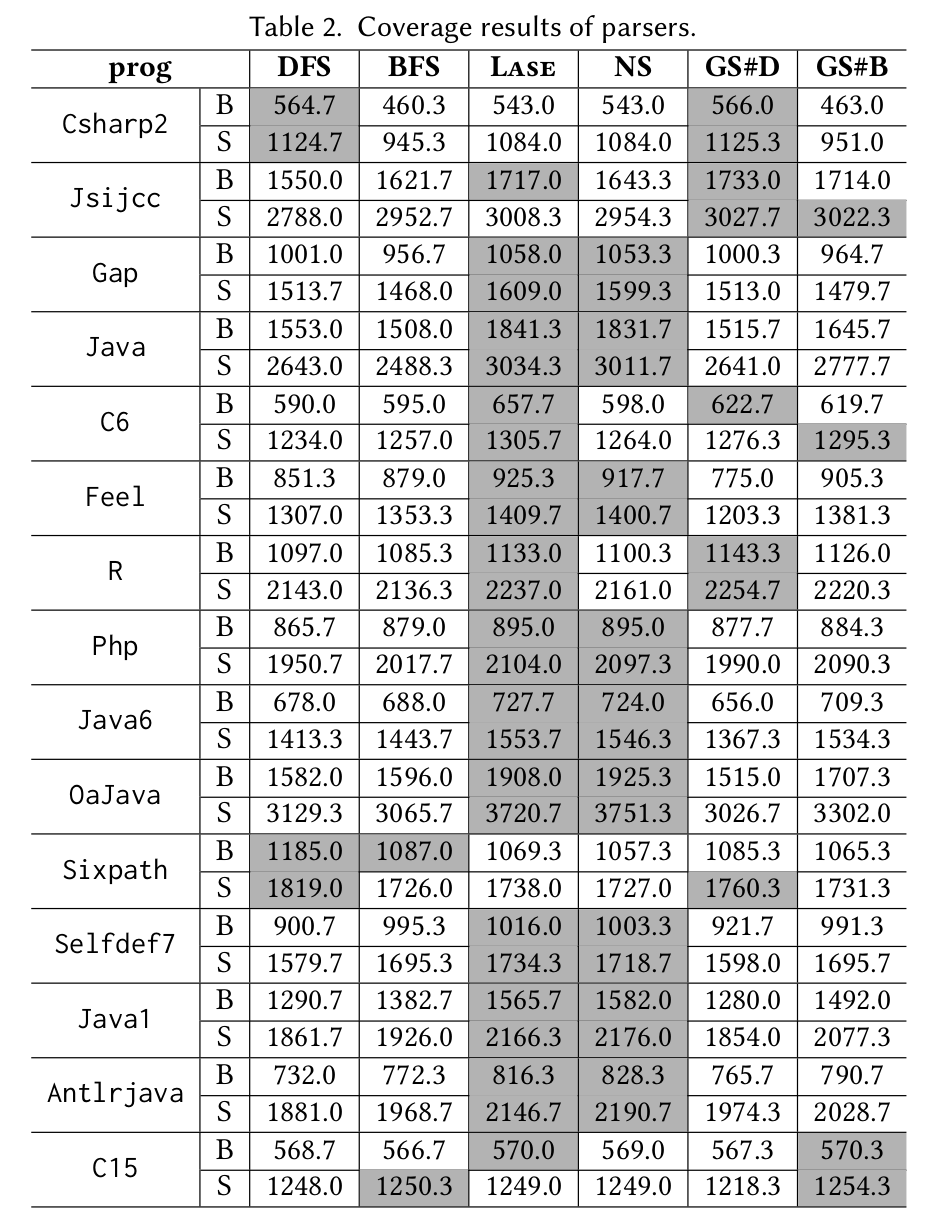 Table 2. Coverage results of parsers.
prog DFS BFS LASE NS GS#D GS#B
Csharp2 B 564.7 460.3 543.0 543.0 566.0 463.0
S 1124.7 945.3 1084.0 1084.0 1125.3 951.0
Jsijcc B 1550.0 1621.7 1717.0 1643.3 1733.0 1714.0
S 2788.0 2952.7 3008.3 2954.3 3027.7 3022.3
Gap B 1001.0 956.7 1058.0 1053.3 1000.3 964.7
S 1513.7 1468.0 1609.0 1599.3 1513.0 1479.7
Java B 1553.0 1508.0 1841.3 1831.7 1515.7 1645.7
S 2643.0 2488.3 3034.3 3011.7 2641.0 2777.7
C6 B 590.0 595.0 657.7 598.0 622.7 619.7
S 1234.0 1257.0 1305.7 1264.0 1276.3 1295.3
Feel B 851.3 879.0 925.3 917.7 775.0 905.3
S 1307.0 1353.3 1409.7 1400.7 1203.3 1381.3
R B 1097.0 1085.3 1133.0 1100.3 1143.3 1126.0
S 2143.0 2136.3 2237.0 2161.0 2254.7 2220.3
Php B 865.7 879.0 895.0 895.0 877.7 884.3
S 1950.7 2017.7 2104.0 2097.3 1990.0 2090.3
Java6 B 678.0 688.0 727.7 724.0 656.0 709.3
S 1413.3 1443.7 1553.7 1546.3 1367.3 1534.3
OaJava B 1582.0 1596.0 1908.0 1925.3 1515.0 1707.3
S 3129.3 3065.7 3720.7 3751.3 3026.7 3302.0
Sixpath B 1185.0 1087.0 1069.3 1057.3 1085.3 1065.3
S 1819.0 1726.0 1738.0 1727.0 1760.3 1731.3
Selfdef7 B 900.7 995.3 1016.0 1003.3 921.7 991.3
S 1579.7 1695.3 1734.3 1718.7 1598.0 1695.7
Java1 B 1290.7 1382.7 1565.7 1582.0 1280.0 1492.0
S 1861.7 1926.0 2166.3 2176.0 1854.0 2077.3
Antlrjava B 732.0 772.3 816.3 828.3 765.7 790.7
S 1881.0 1968.7 2146.7 2190.7 1974.3 2028.7
C15 B 568.7 566.7 570.0 569.0 567.3 570.3
S 1248.0 1250.3 1249.0 1249.0 1218.3 1254.3